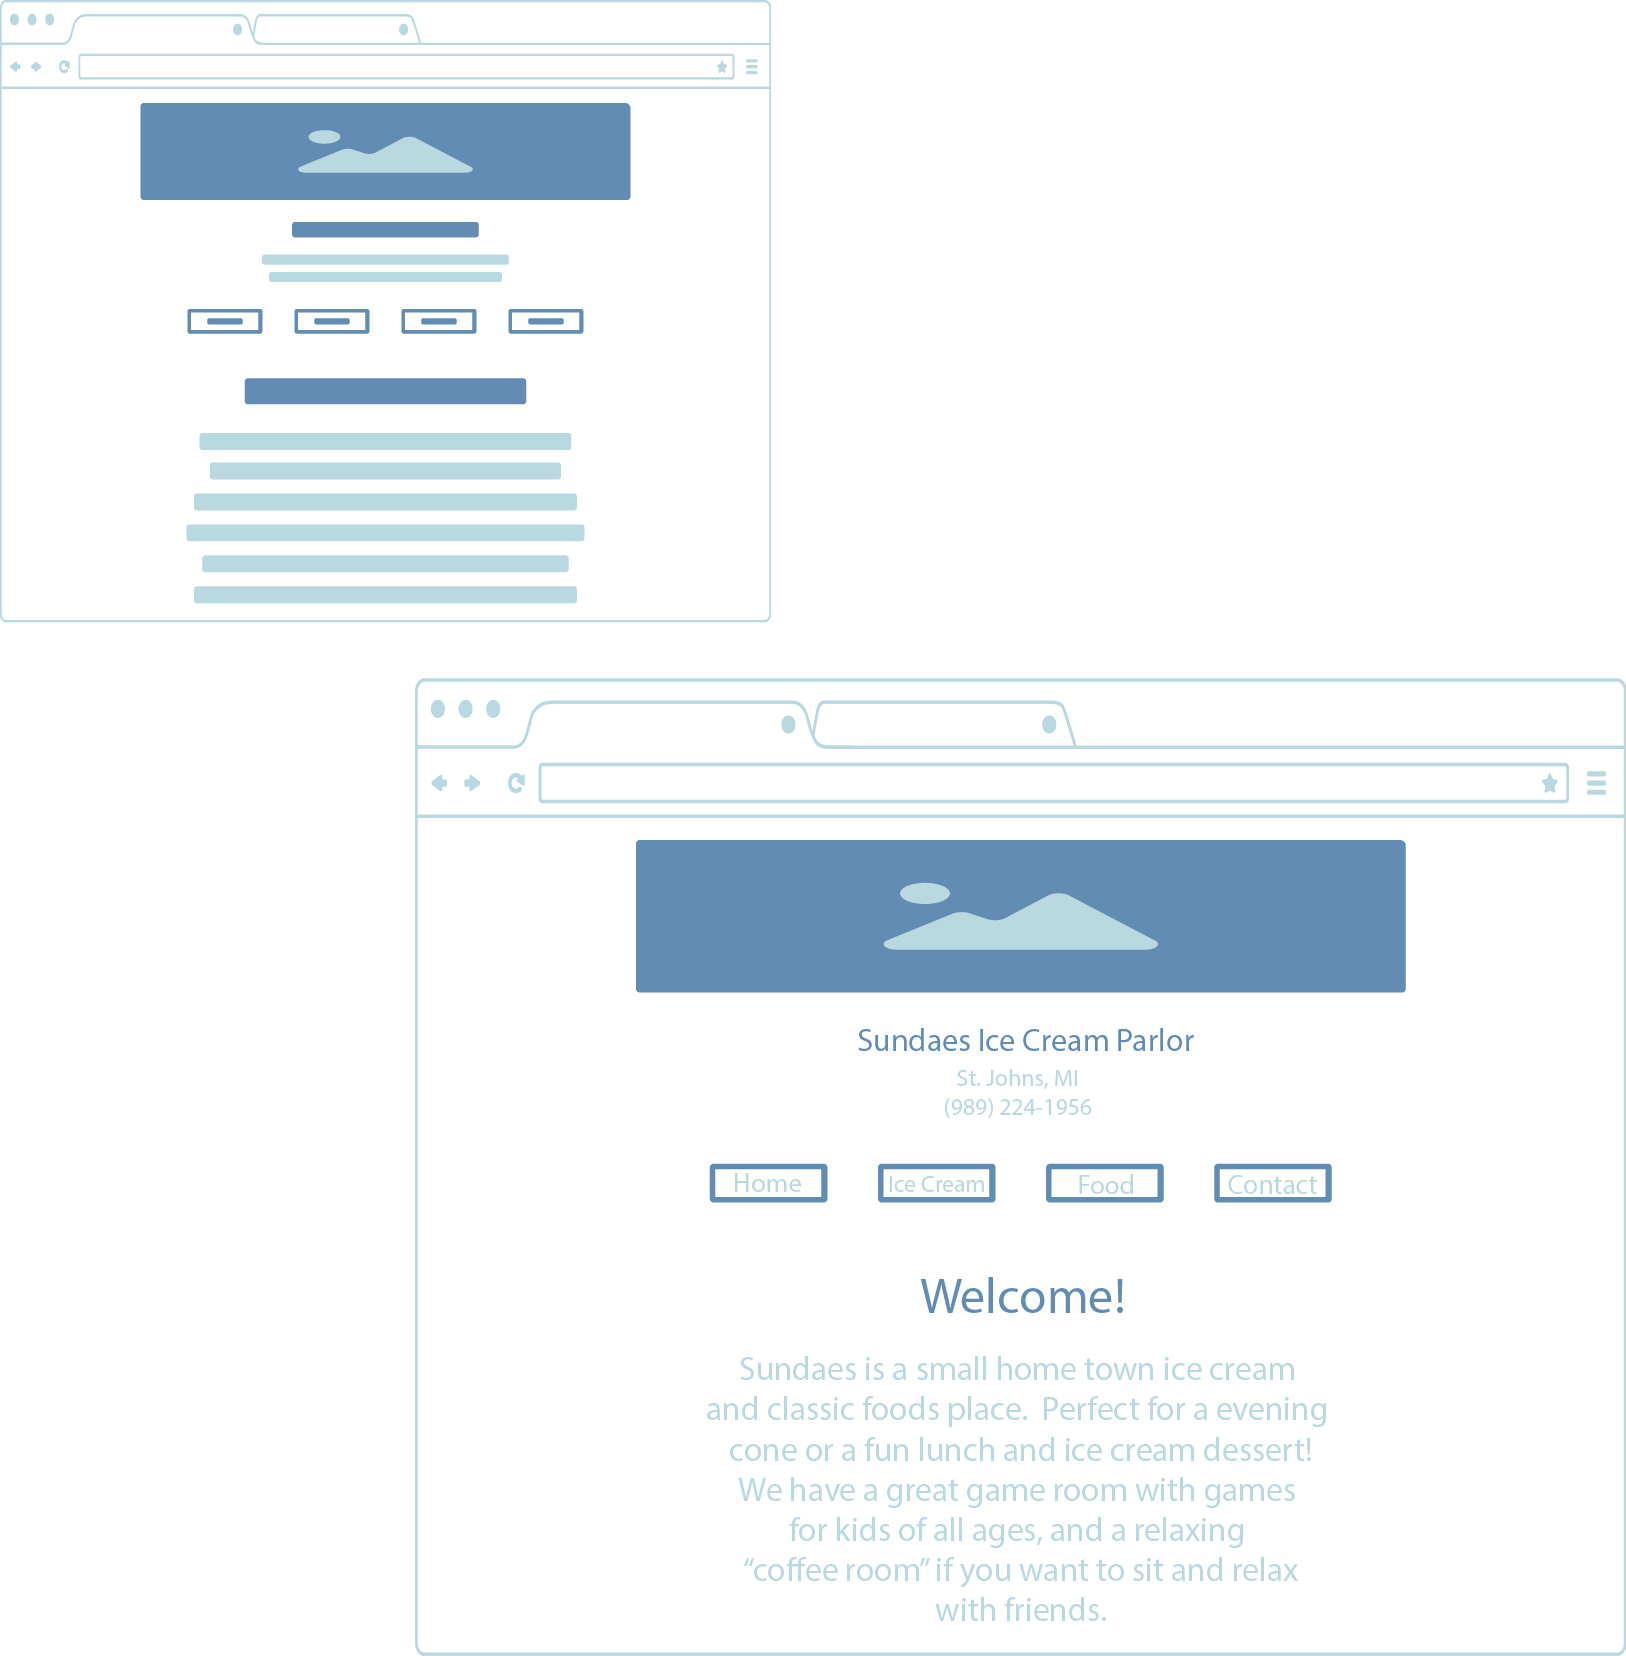 Sundaes Ice Cream Parlor
St. Johns, MI
(989) 224-1956
Home
Ice Cream
Food
Contact
Welcome!
Sundaes is a small home town ice cream
and classic foods place.  Perfect for a evening
cone or a fun lunch and ice cream dessert!
We have a great game room with games
for kids of all ages, and a relaxing
“coffee room” if you want to sit and relax
with friends.